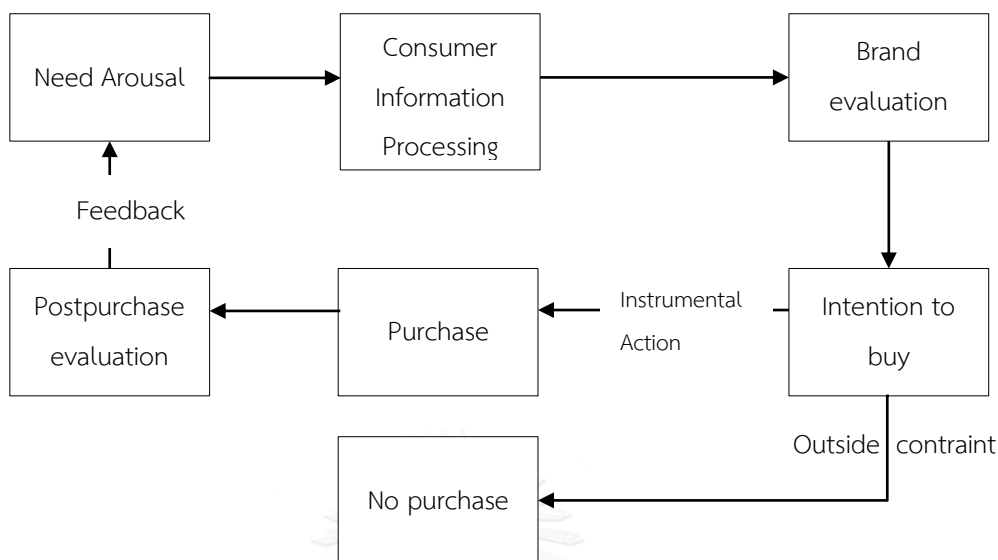 Need Arousal
Consumer
Information
Processing
Brand
evaluation
Feedback
Postpurchase
evaluation
Purchase
Instrumental
Action
Intention to
buy
Outside contraint
No purchase